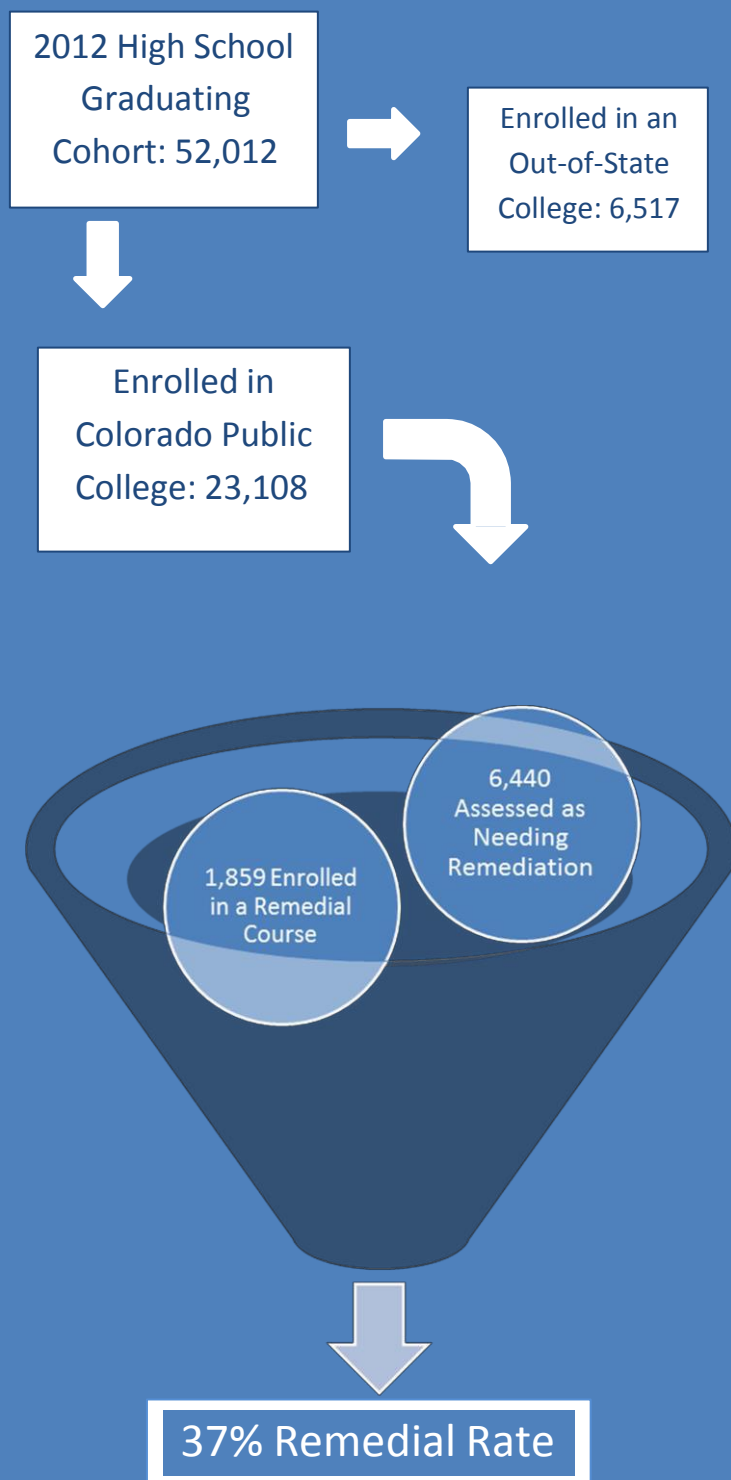 2012 High School
Graduating
Cohort: 52,012
Enrolled in an
Out-of-State
College: 6,517
Enrolled in
Colorado Public
College: 23,108
6,440
Assessed as
Needing
Remediation
1,859 Enrolled
in a Remedial
Course
37% Remedial Rate